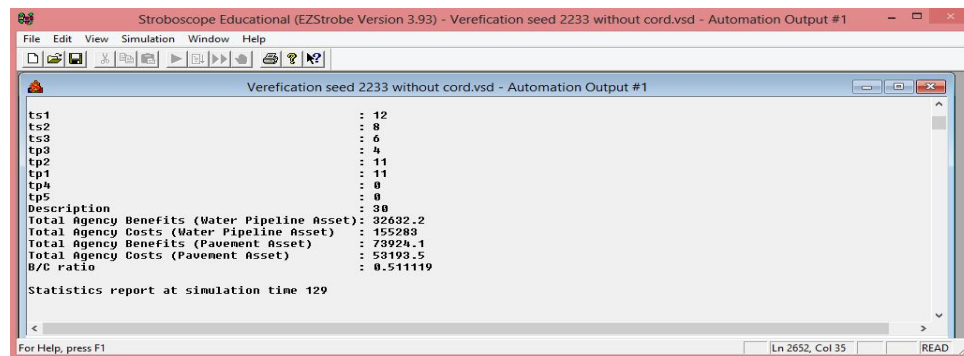 Stroboscope Educational (EZStrobe Version 3.93) - Verefication seed 2233 without cord.vsd - Automation Output #1
File Edit View Simulation Window Help
Verefication seed 2233 without cord.vsd - Automation Output #1
ts1 : 12
ts2 : 8
ts3 : 6
tp3 : 4
tp2 : 11
tp1 : 11
tp4 : 0
tp5 : 0
Description : 30
Total Agency Benefits (Water Pipeline Asset): 32632.2
Total Agency Costs (Water Pipeline Asset) : 155283
Total Agency Benefits (Pavement Asset) : 73924.1
Total Agency Costs (Pavement Asset) : 53193.5
B/C ratio : 0.511119
Statistics report at simulation time 129
For Help, press F1 Ln 2652, Col 35 READ